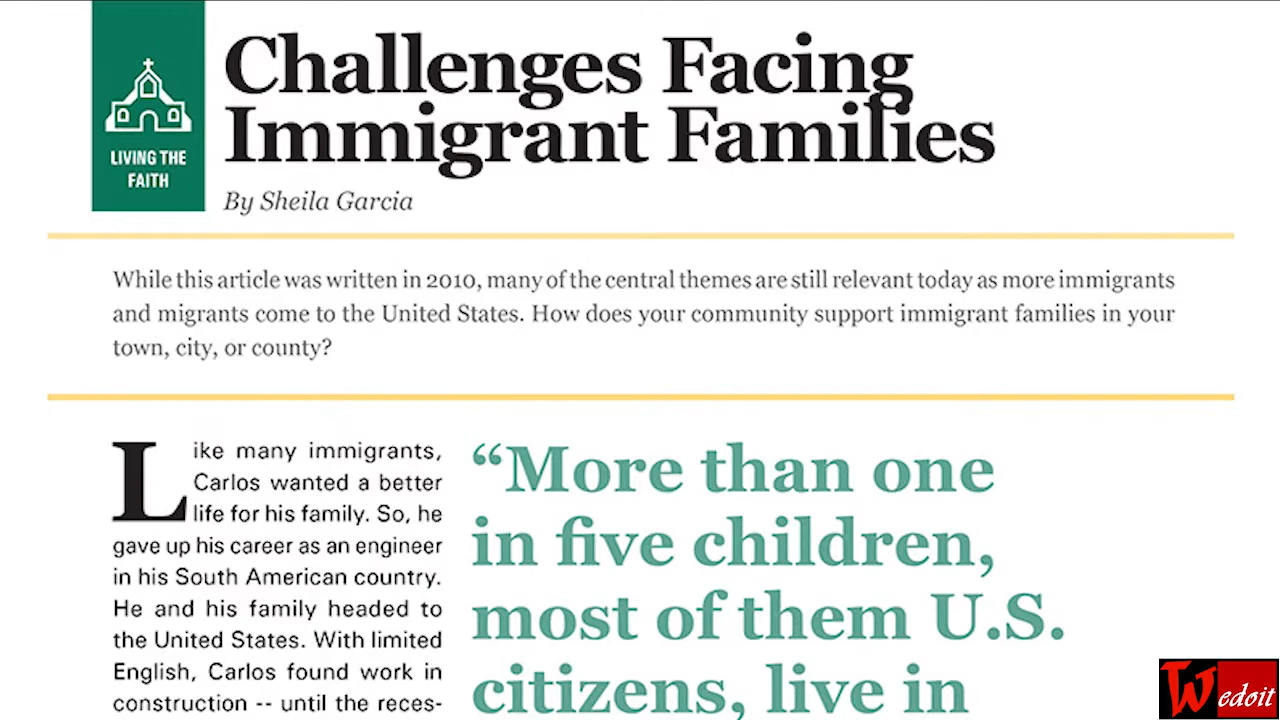 Challenges Facing
Immigrant Families
LIVING THE
FAITH
By Sheila Garcia
While this article was written in 2010, many of the central themes are still relevant today as more immigrants
and migrants come to the United States. How does your community support immigrant families in your
town, city, or county?
Like many immigrants,
Carlos wanted a better
life for his family. So, he
gave up his career as an engineer
in his South American country.
He and his family headed to
the United States. With limited
English, Carlos found work in
construction -- until the reces-
“More than one
in five children,
most of them U.S.
citizens, live in
Wedoit